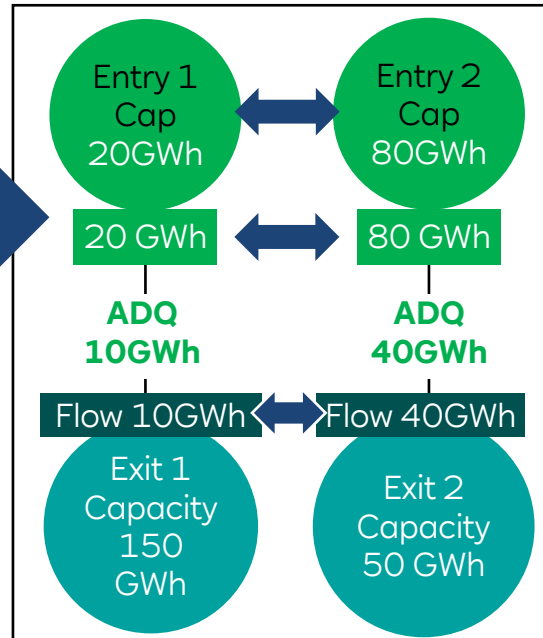 Entry 1
Cap
20GWh
Entry 2
Cap
80GWh
20 GWh
80 GWh
ADQ
10GWh
ADQ
40GWh
Flow 10GWh
Flow 40GWh
Exit 1
Capacity
150
GWh
Exit 2
Capacity
50 GWh